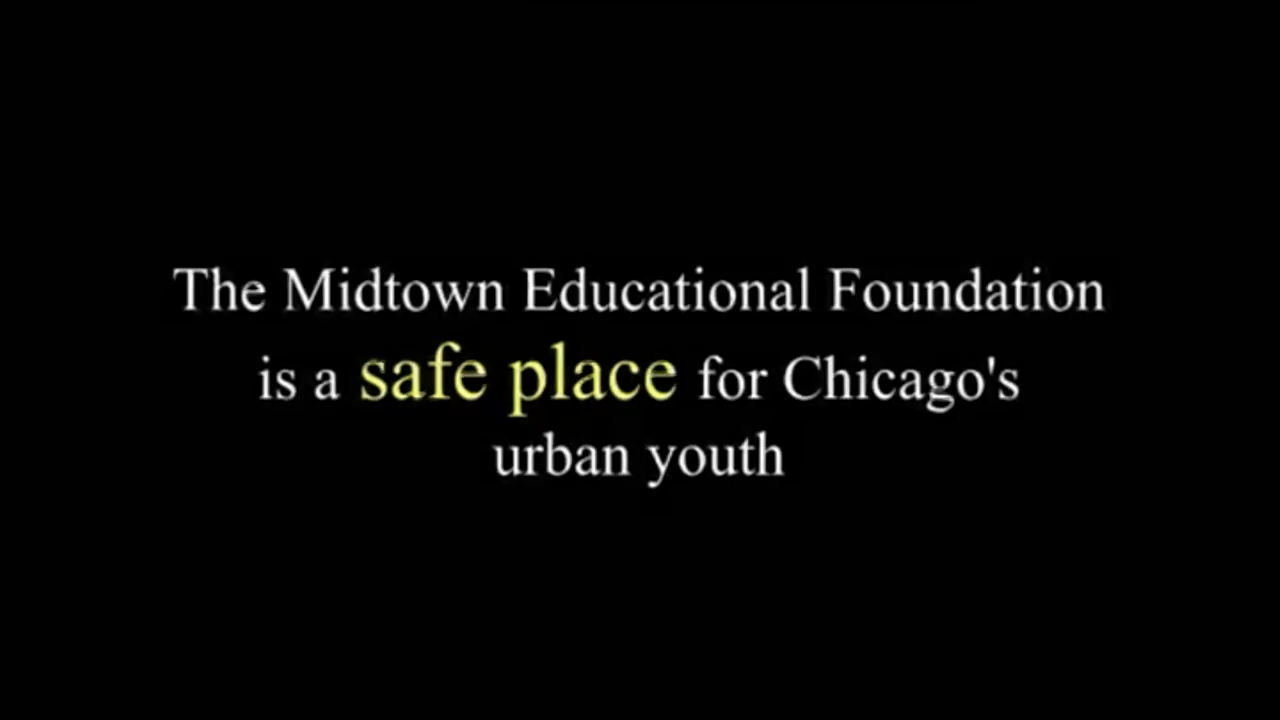 The Midtown Educational Foundation
is a safe place for Chicago's
urban youth